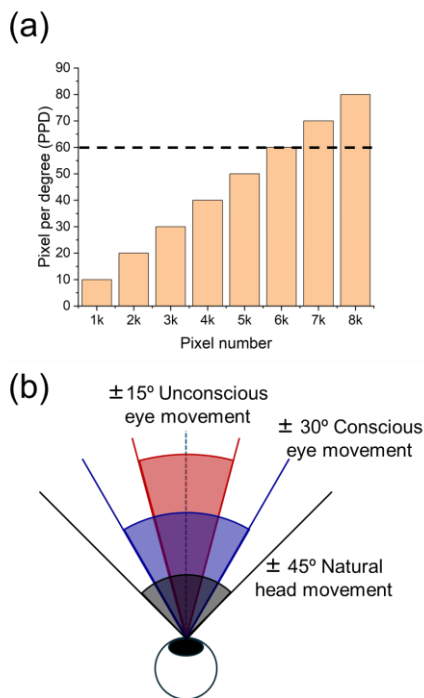 (a)
Pixel per degree (PPD)
90
80
70
60
50
40
30
20
10
0
1k 2k 3k 4k 5k 6k 7k 8k
Pixel number
(b)
±15º Unconscious
eye movement
± 30º Conscious
eye movement
± 45º Natural
head movement